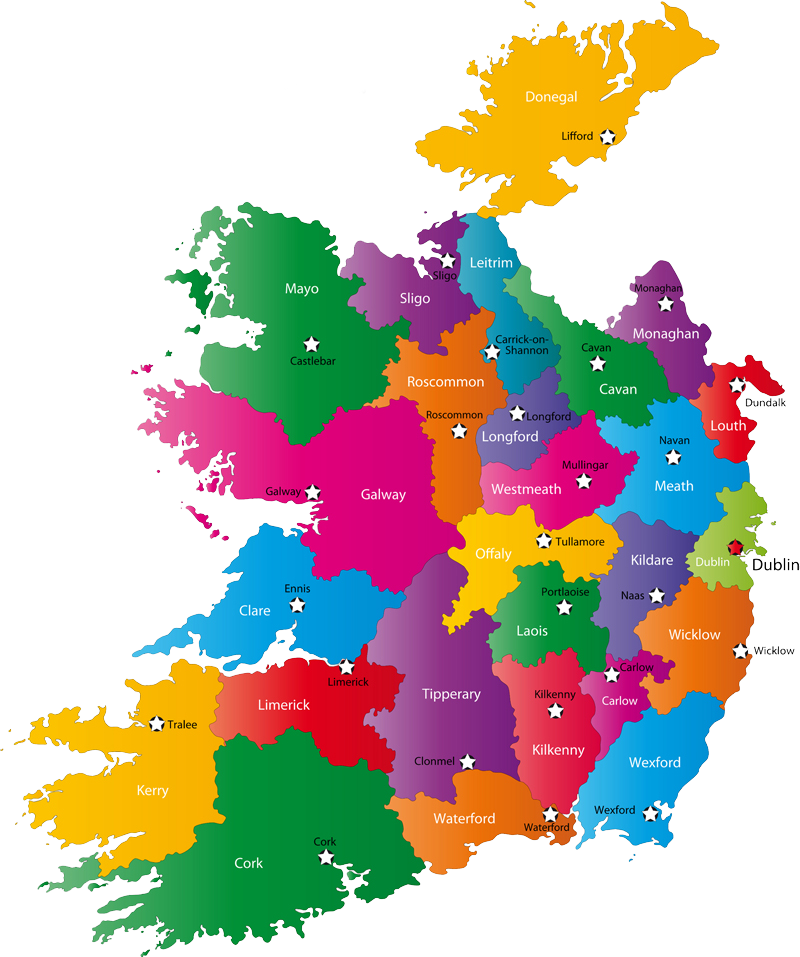 Donegal
Lifford
Leitrim
Sligo
Mayo
Monaghan
Sligo
Monaghan
Carrick-on-
Shannon
Cavan
Castlebar
Roscommon
Cavan
Dundalk
Roscommon
Longford
Louth
Longford
Navan
Mullingar
Galway
Galway
Westmeath
Meath
Tullamore
Offaly
Kildare
Dublin
Dublin
Ennis
Portlaoise
Naas
Clare
Laois
Wicklow
Wicklow
Carlow
Limerick
Tipperary
Kilkenny
Carlow
Limerick
Tralee
Kilkenny
Clonmel
Wexford
Kerry
Wexford
Waterford
Waterford
Cork
Cork